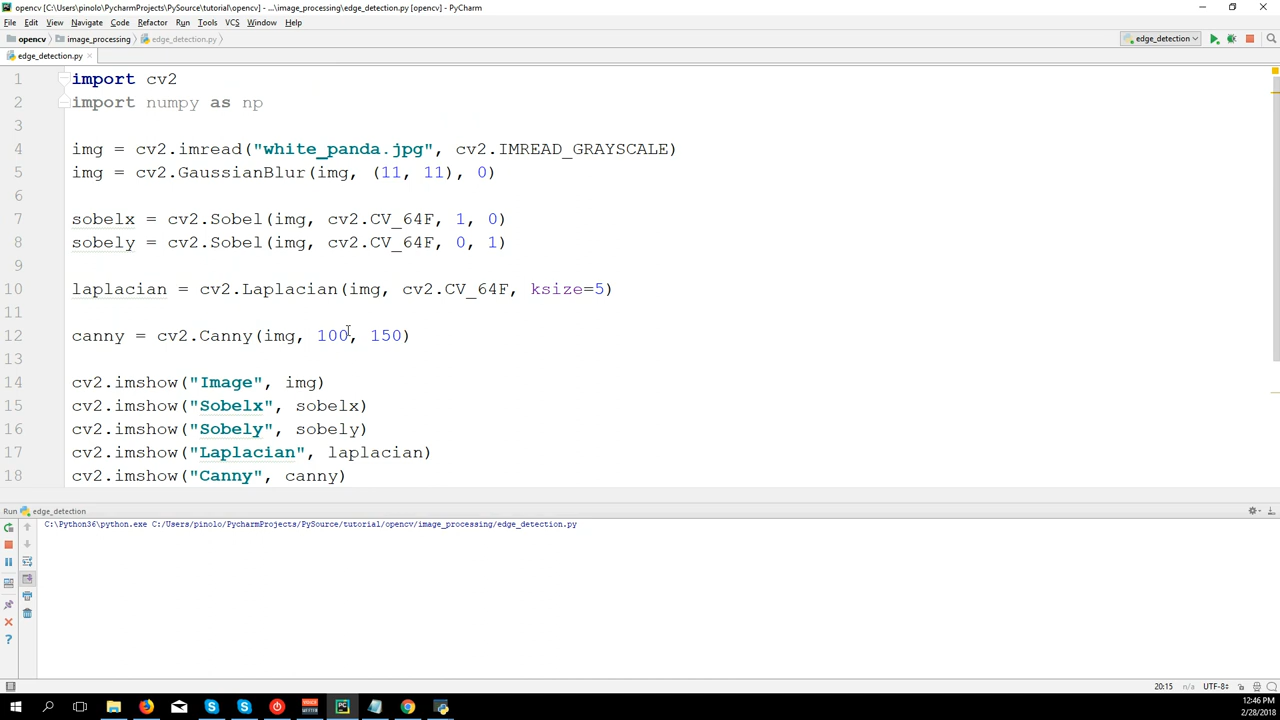 opencv [C:\Users\pinolo\PycharmProjects\PySource\tutorial\opencv] - ...\image_processing\edge_detection.py [opencv] - PyCharm
File Edit View Navigate Code Refactor Run Tools VCS Window Help
opencv image_processing edge_detection.py edge_detection
edge_detection.py
1 import cv2
2 import numpy as np
3
4 img = cv2.imread("white_panda.jpg", cv2.IMREAD_GRAYSCALE)
5 img = cv2.GaussianBlur(img, (11, 11), 0)
6
7 sobelx = cv2.Sobel(img, cv2.CV_64F, 1, 0)
8 sobely = cv2.Sobel(img, cv2.CV_64F, 0, 1)
9
10 laplacian = cv2.Laplacian(img, cv2.CV_64F, ksize=5)
11
12 canny = cv2.Canny(img, 100, 150)
13
14 cv2.imshow("Image", img)
15 cv2.imshow("Sobelx", sobelx)
16 cv2.imshow("Sobely", sobely)
17 cv2.imshow("Laplacian", laplacian)
18 cv2.imshow("Canny", canny)
Run edge_detection
C:\Python36\python.exe C:/Users/pinolo/PycharmProjects/PySource/tutorial/opencv/image_processing/edge_detection.py
20:15 n/a UTF-8
12:46 PM
2/28/2018